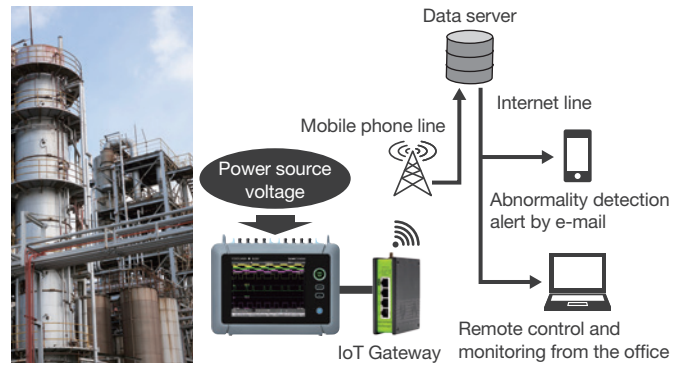 Data server
Internet line
Mobile phone line
Power source
voltage
Abnormality detection
alert by e-mail
IoT Gateway
Remote control and
monitoring from the office